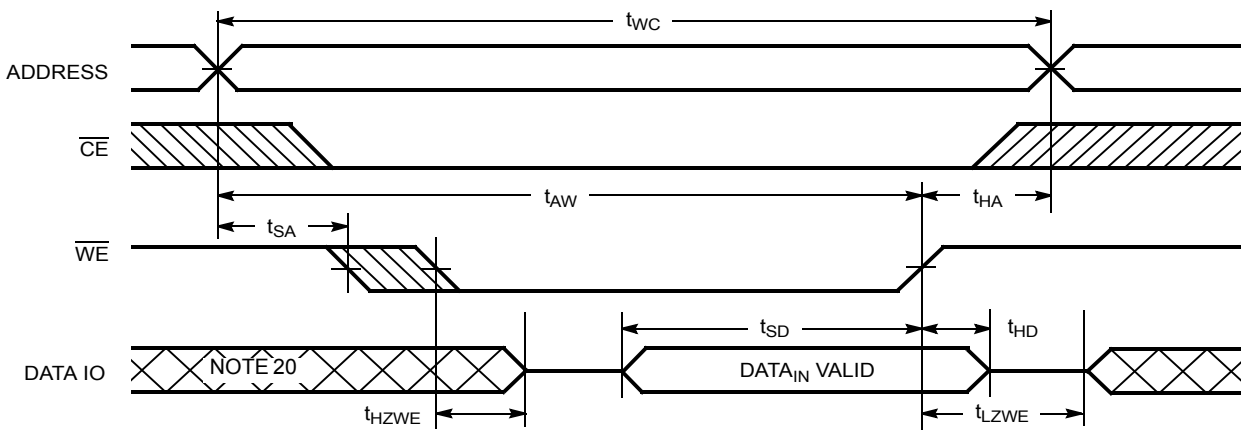 tWC
ADDRESS
CE
tAW
tHA
tSA
WE
tSD
tHD
DATA IO
NOTE 20
DATAIN VALID
tHZWE
tLZWE